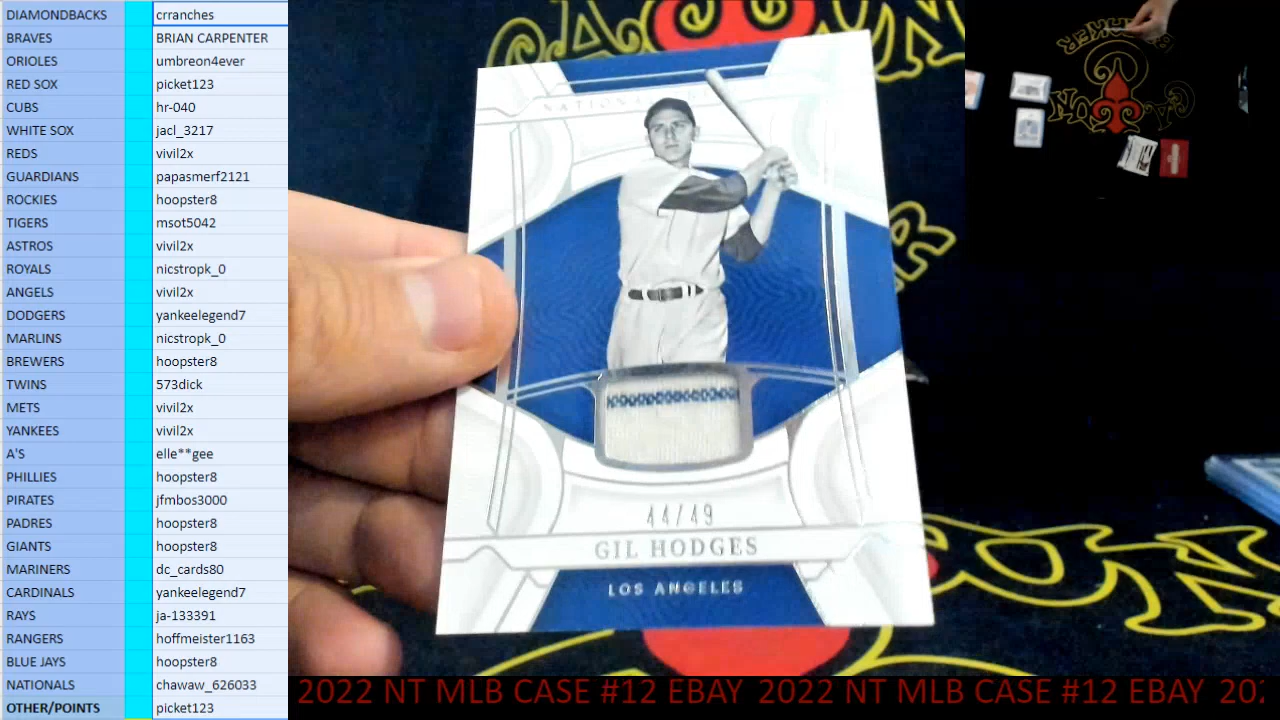 DIAMONDBACKS crranches
BRAVES BRIAN CARPENTER
ORIOLES umbreon4ever
RED SOX picket123
CUBS hr-040
WHITE SOX jacl_3217
REDS vivil2x
GUARDIANS papasmerf2121
ROCKIES hoopster8
TIGERS msot5042
ASTROS vivil2x
ROYALS nicstropk_0
ANGELS vivil2x
DODGERS yankeelegend7
MARLINS nicstropk_0
BREWERS hoopster8
TWINS 573dick
METS vivil2x
YANKEES vivil2x
A'S elle**gee
PHILLIES hoopster8
PIRATES jfmbos3000
PADRES hoopster8
GIANTS hoopster8
MARINERS dc_cards80
CARDINALS yankeelegend7
RAYS ja-133391
RANGERS hoffmeister1163
BLUE JAYS hoopster8
NATIONALS chawaw_626033
OTHER/POINTS picket123
44/49
GIL HODGES
LOS ANGELES
2022 NT MLB CASE #12 EBAY 2022 NT MLB CASE #12 EBAY 202